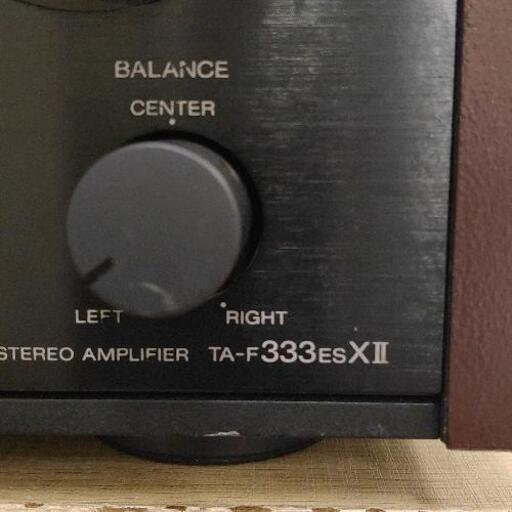 BALANCE
CENTER
LEFT RIGHT
STEREO AMPLIFIER TA-F333ESXII